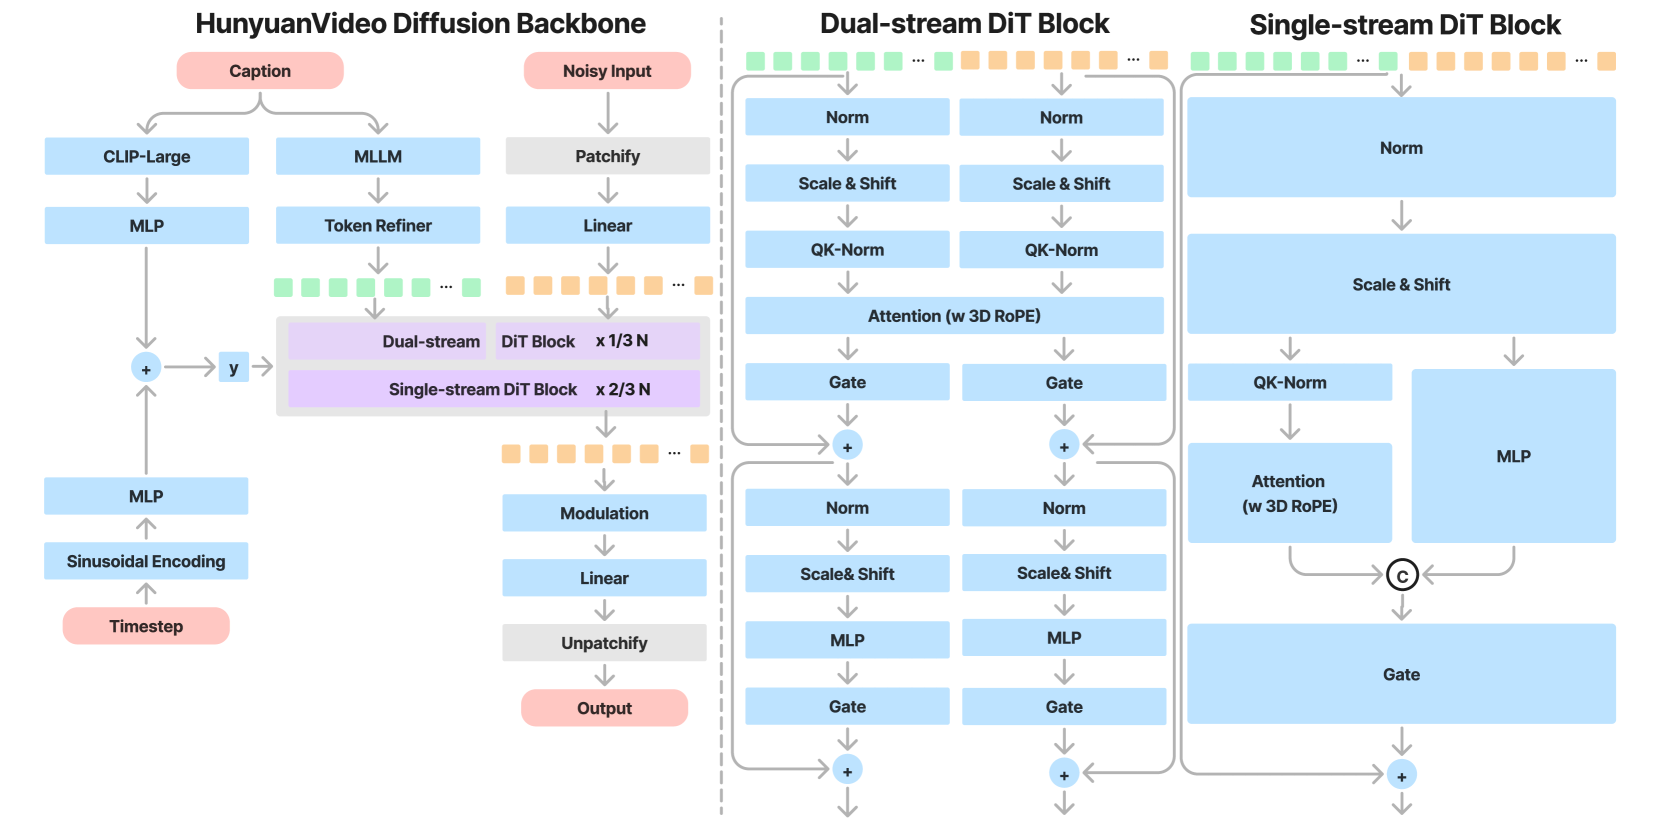 HunyuanVideo Diffusion Backbone
Caption
Noisy Input
CLIP-Large
MLLM
Patchify
MLP
Token Refiner
Linear
...
...
Dual-stream DiT Block x 1/3 N
+
y
Single-stream DiT Block x 2/3 N
...
MLP
Modulation
Sinusoidal Encoding
Linear
Timestep
Unpatchify
Output
Dual-stream DiT Block
...
...
Norm
Norm
Scale & Shift
Scale & Shift
QK-Norm
QK-Norm
Attention (w 3D RoPE)
Gate
Gate
+
+
Norm
Norm
Scale& Shift
Scale& Shift
MLP
MLP
Gate
Gate
+
+
Single-stream DiT Block
...
...
Norm
Scale & Shift
QK-Norm
Attention
(w 3D RoPE)
MLP
C
Gate
+